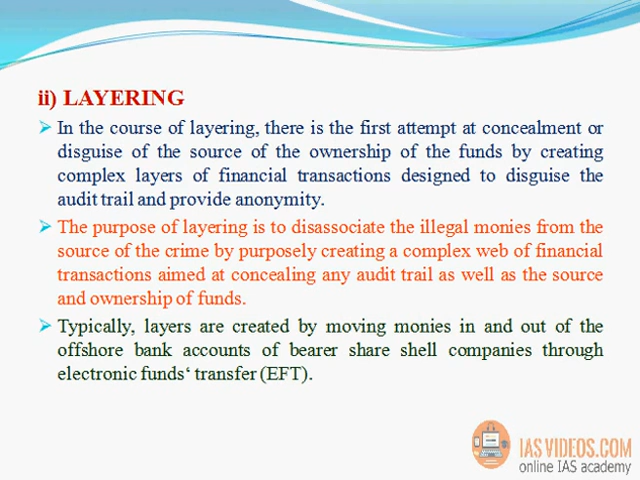 ii) LAYERING
➢ In the course of layering, there is the first attempt at concealment or
disguise of the source of the ownership of the funds by creating
complex layers of financial transactions designed to disguise the
audit trail and provide anonymity.
➢ The purpose of layering is to disassociate the illegal monies from the
source of the crime by purposely creating a complex web of financial
transactions aimed at concealing any audit trail as well as the source
and ownership of funds.
➢ Typically, layers are created by moving monies in and out of the
offshore bank accounts of bearer share shell companies through
electronic funds‘ transfer (EFT).
IASVIDEOS.COM
online IAS academy